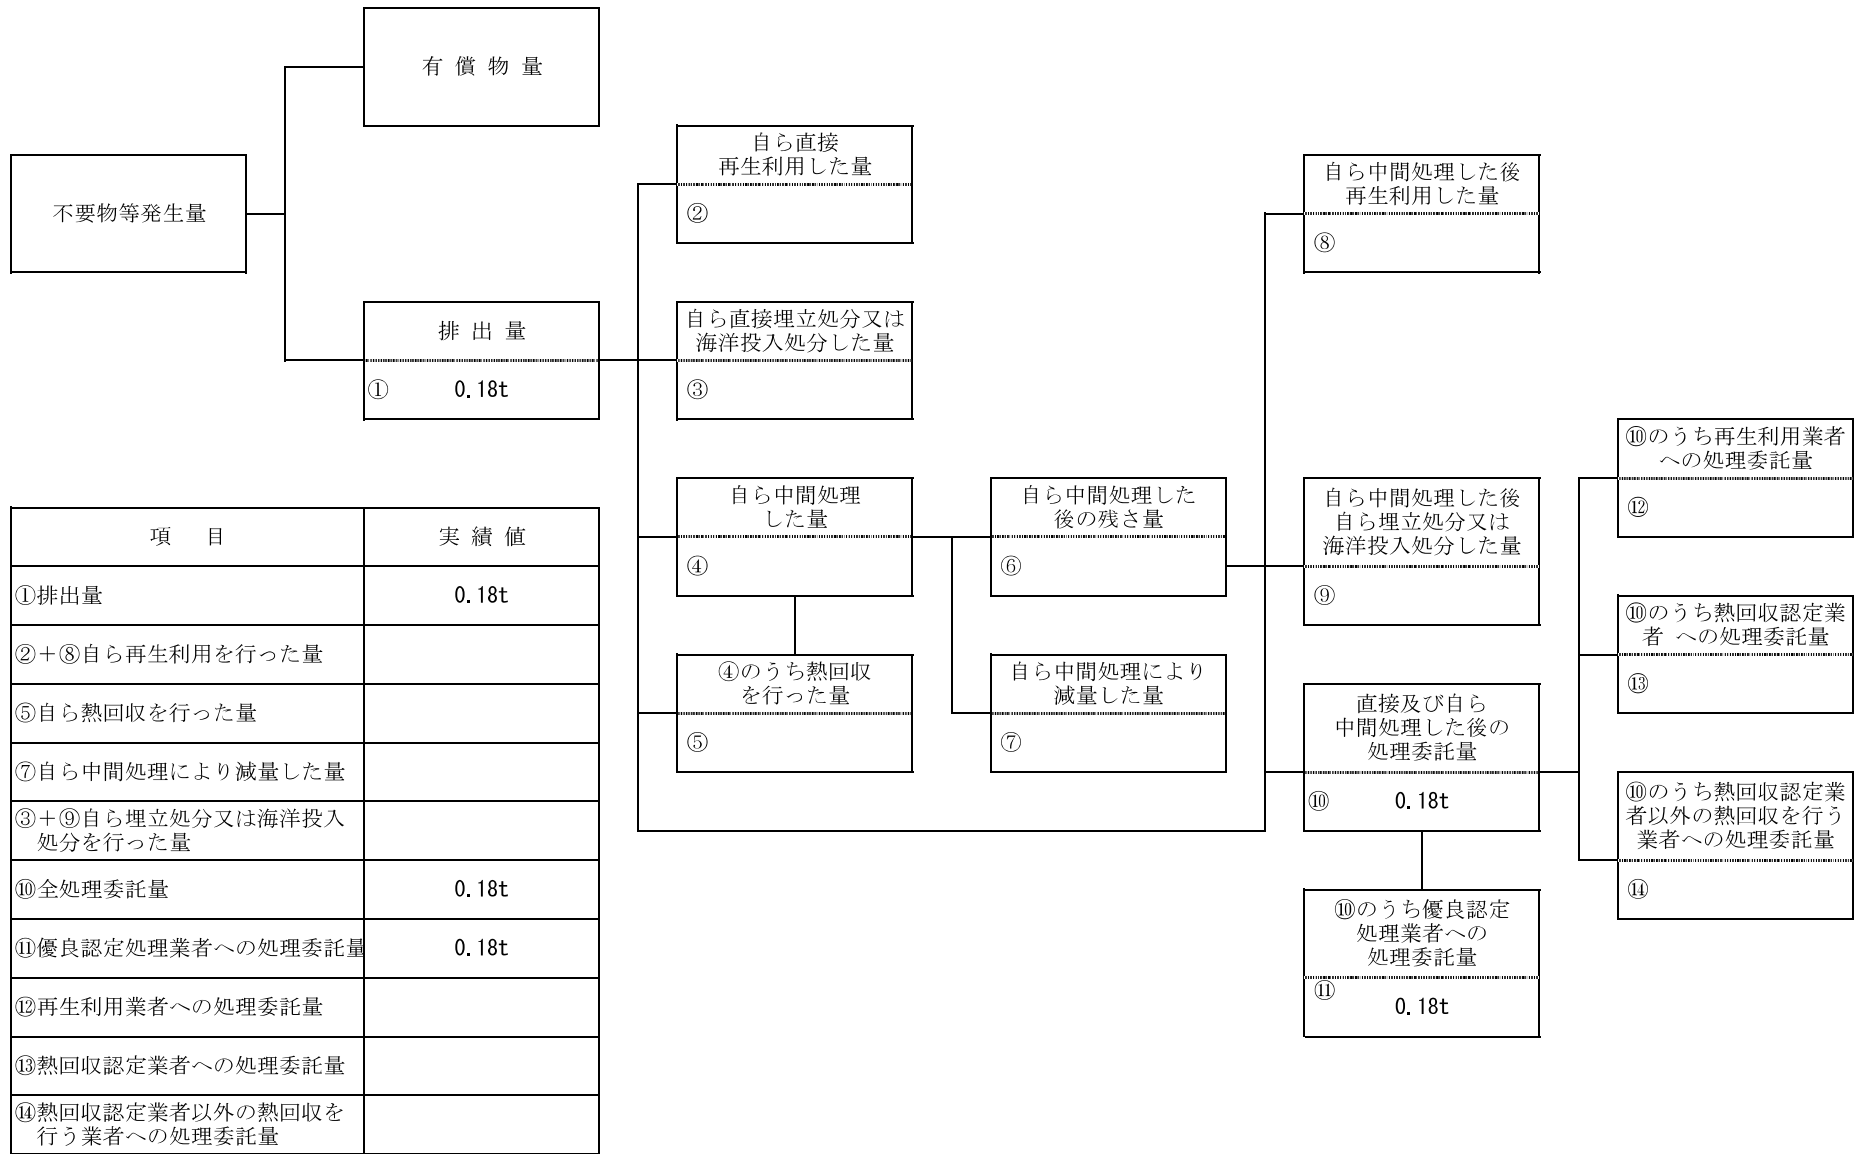 有 償 物 量
不要物等発生量
排 出 量
① 0.18t
自ら直接
再生利用した量
②
自ら直接埋立処分又は
海洋投入処分した量
③
自ら中間処理
した量
④
④のうち熱回収
を行った量
⑤
自ら中間処理した
後の残さ量
⑥
自ら中間処理により
減量した量
⑦
自ら中間処理した後
再生利用した量
⑧
自ら中間処理した後
自ら埋立処分又は
海洋投入処分した量
⑨
直接及び自ら
中間処理した後の
処理委託量
⑩ 0.18t
⑩のうち優良認定
処理業者への
処理委託量
⑪ 0.18t
⑩のうち再生利用業者
への処理委託量
⑫
⑩のうち熱回収認定業
者 への処理委託量
⑬
⑩のうち熱回収認定業
者以外の熱回収を行う
業者への処理委託量
⑭
項 目 実 績 値
①排出量 0.18t
②+⑧自ら再生利用を行った量
⑤自ら熱回収を行った量
⑦自ら中間処理により減量した量
③+⑨自ら埋立処分又は海洋投入
処分を行った量
⑩全処理委託量 0.18t
⑪優良認定処理業者への処理委託量 0.18t
⑫再生利用業者への処理委託量
⑬熱回収認定業者への処理委託量
⑭熱回収認定業者以外の熱回収を
行う業者への処理委託量